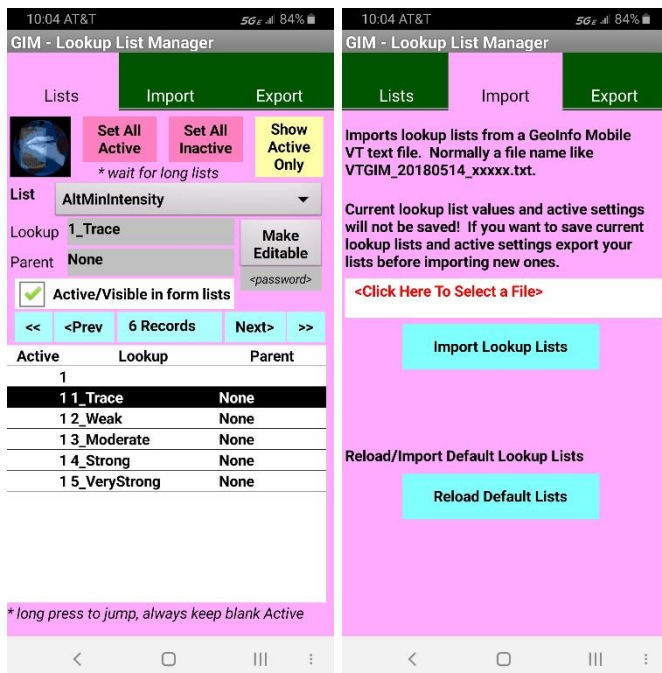 10:04 AT&T 5GE 84%
GIM - Lookup List Manager
Lists Import Export
Set All Active
Set All Inactive
Show Active Only
* wait for long lists
List AltMinIntensity
Lookup 1_Trace
Parent None
Make Editable
<password>
Active/Visible in form lists
<< <Prev 6 Records Next> >>
Active Lookup Parent
1
1 1_Trace None
1 2_Weak None
1 3_Moderate None
1 4_Strong None
1 5_VeryStrong None
* long press to jump, always keep blank Active
10:04 AT&T 5GE 84%
GIM - Lookup List Manager
Lists Import Export
Imports lookup lists from a GeoInfo Mobile
VT text file. Normally a file name like
VTGIM_20180514_xxxxx.txt.
Current lookup list values and active settings
will not be saved! If you want to save current
lookup lists and active settings export your
lists before importing new ones.
<Click Here To Select a File>
Import Lookup Lists
Reload/Import Default Lookup Lists
Reload Default Lists